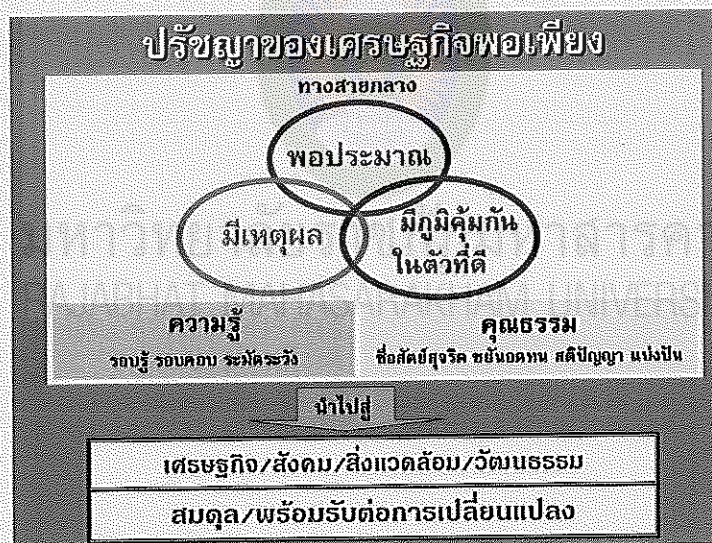 ปรัชญาของเศรษฐกิจพอเพียง
ทางสายกลาง
พอประมาณ
มีเหตุผล
มีภูมิคุ้มกัน
ในตัวที่ดี
ความรู้
รอบรู้ รอบคอบ ระมัดระวัง
คุณธรรม
ซื่อสัตย์สุจริต ขยันอดทน สติปัญญา แบ่งปัน
นำไปสู่
เศรษฐกิจ/สังคม/สิ่งแวดล้อม/วัฒนธรรม
สมดุล/พร้อมรับต่อการเปลี่ยนแปลง